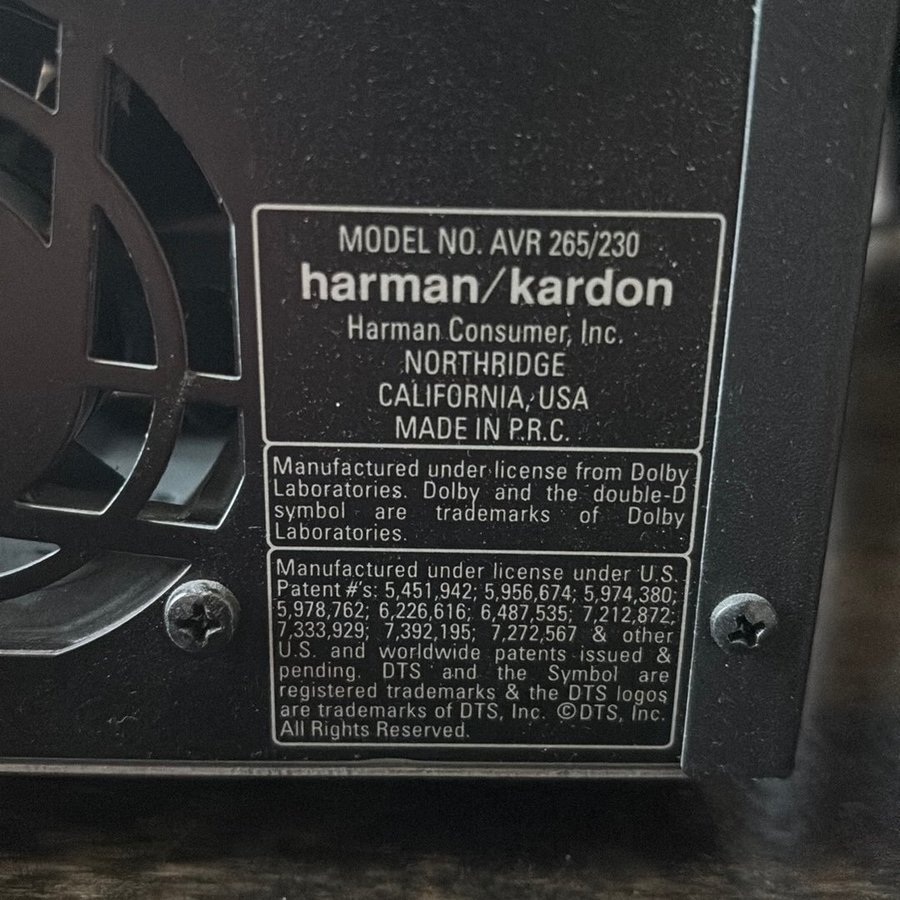 MODEL NO. AVR 265/230
harman/kardon
Harman Consumer, Inc.
NORTHRIDGE
CALIFORNIA, USA
MADE IN P.R.C.
Manufactured under license from Dolby
Laboratories. Dolby and the double-D
symbol are trademarks of Dolby
Laboratories.
Manufactured under license under U.S.
Patent #'s: 5,451,942; 5,956,674; 5,974,380;
5,978,762; 6,226,616; 6,487,535; 7,212,872;
7,333,929; 7,392,195; 7,272,567 & other
U.S. and worldwide patents issued &
pending. DTS and the Symbol are
registered trademarks & the DTS logos
are trademarks of DTS, Inc. ©DTS, Inc.
All Rights Reserved.